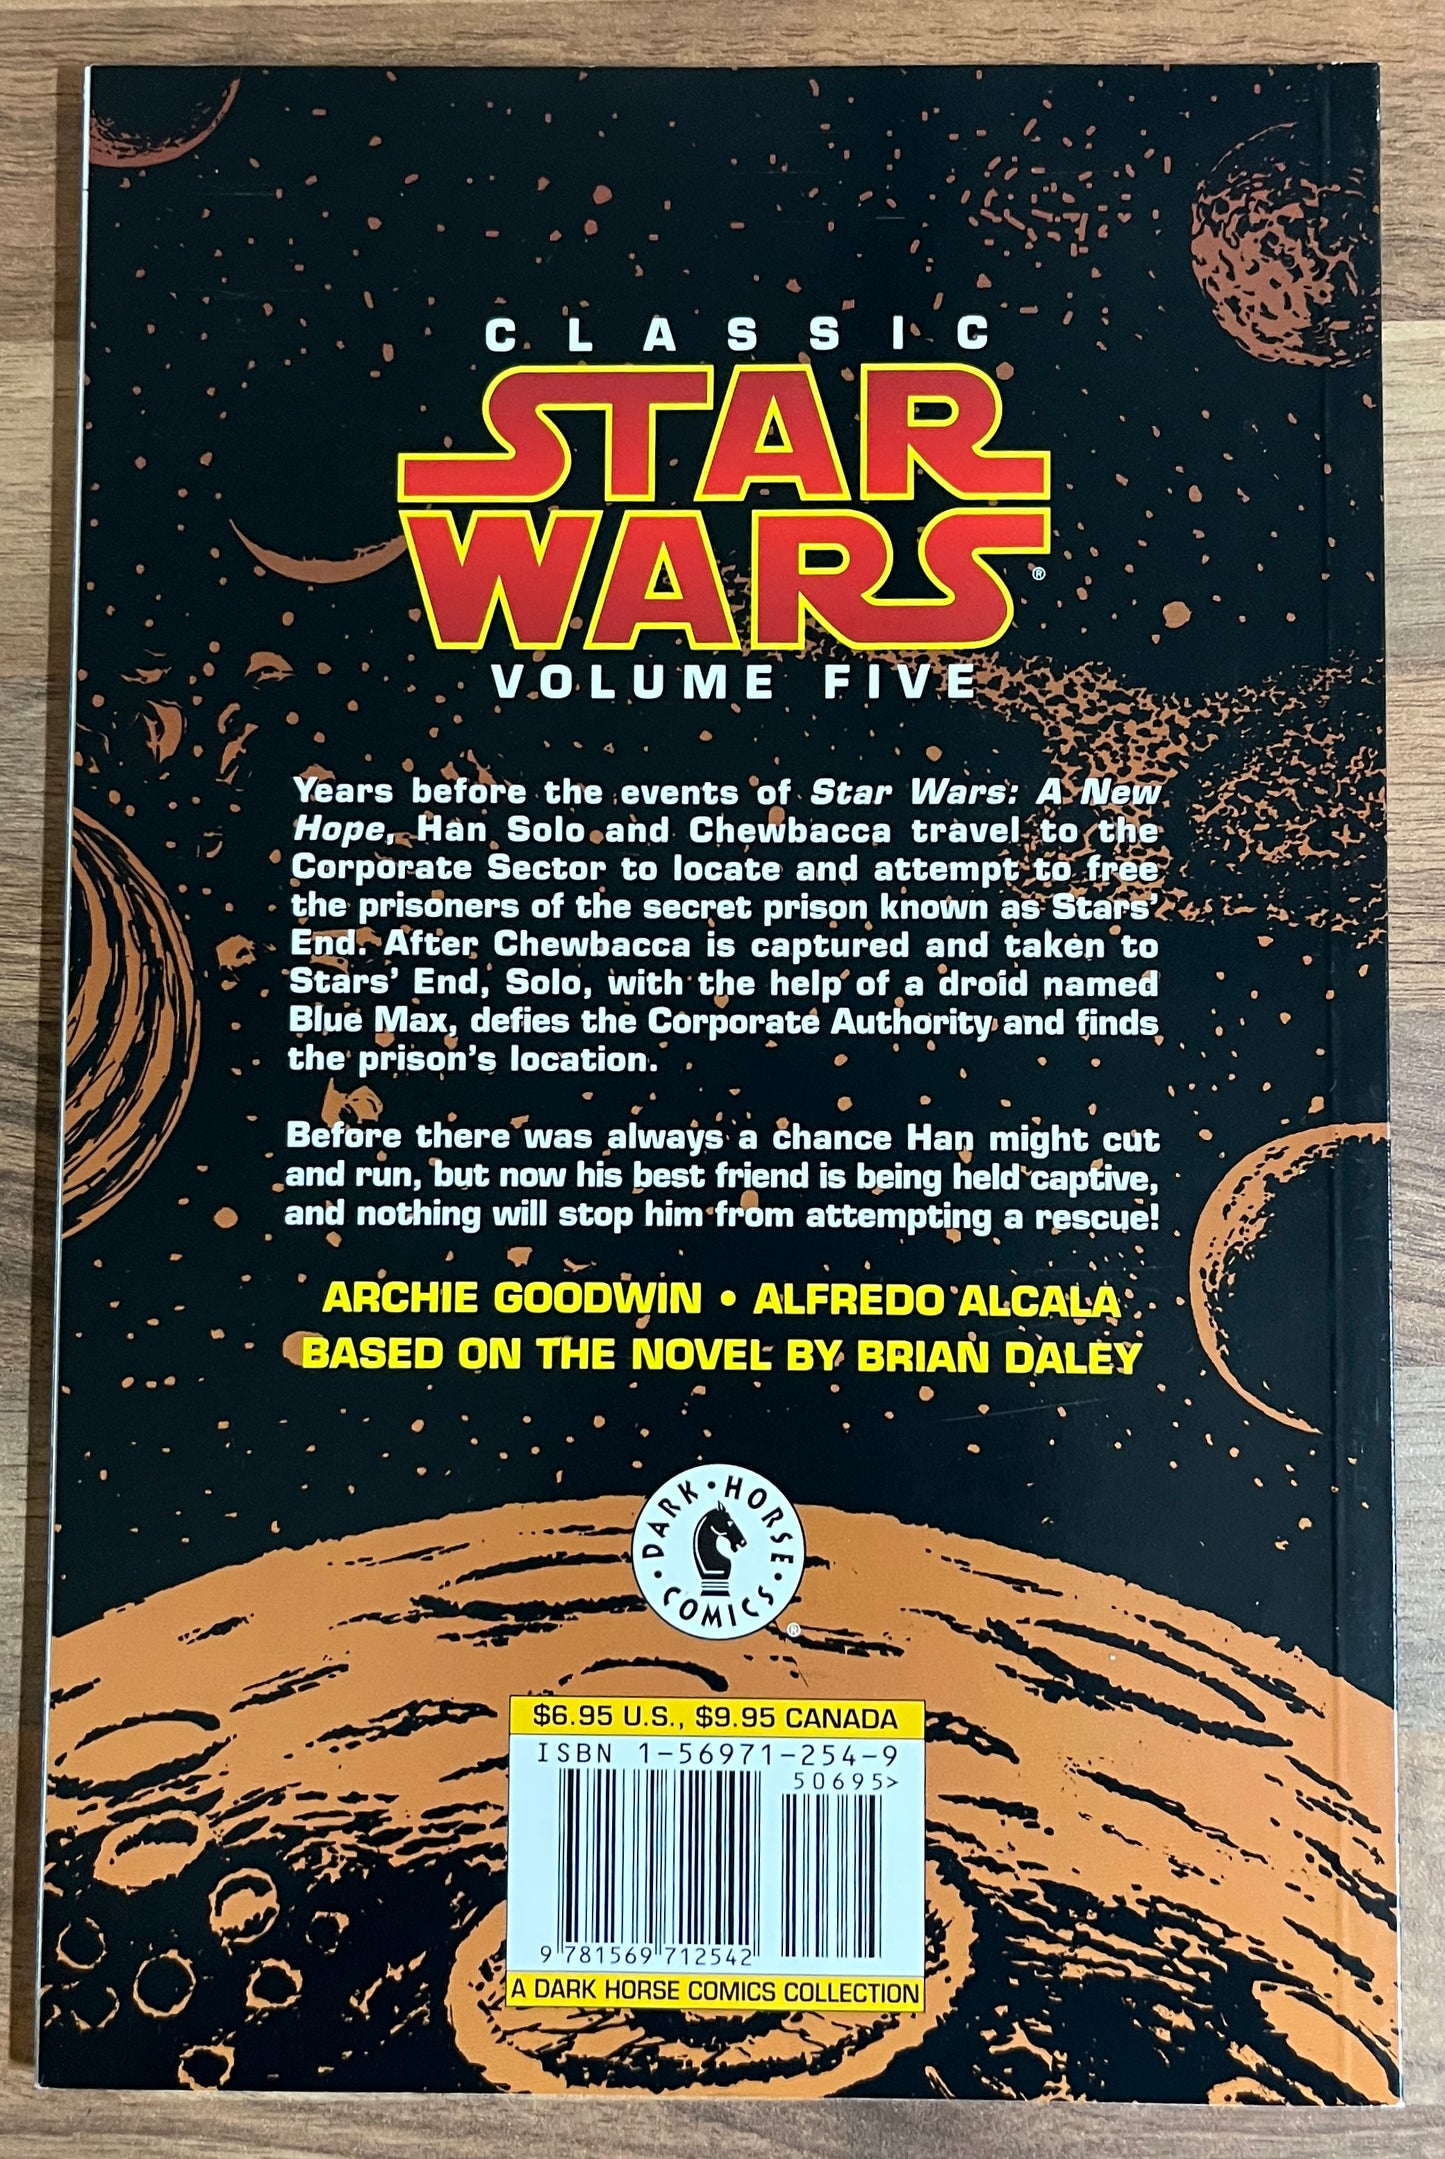 CLASSIC
STAR
WARS®
VOLUME FIVE
Years before the events of Star Wars: A New
Hope, Han Solo and Chewbacca travel to the
Corporate Sector to locate and attempt to free
the prisoners of the secret prison known as Stars'
End. After Chewbacca is captured and taken to
Stars' End, Solo, with the help of a droid named
Blue Max, defies the Corporate Authority and finds
the prison's location.
Before there was always a chance Han might cut
and run, but now his best friend is being held captive,
and nothing will stop him from attempting a rescue!
ARCHIE GOODWIN • ALFREDO ALCALA
BASED ON THE NOVEL BY BRIAN DALEY
DARK • HORSE • COMICS •
®
$6.95 U.S., $9.95 CANADA
ISBN 1-56971-254-9
50695>
9 781569 712542
A DARK HORSE COMICS COLLECTION